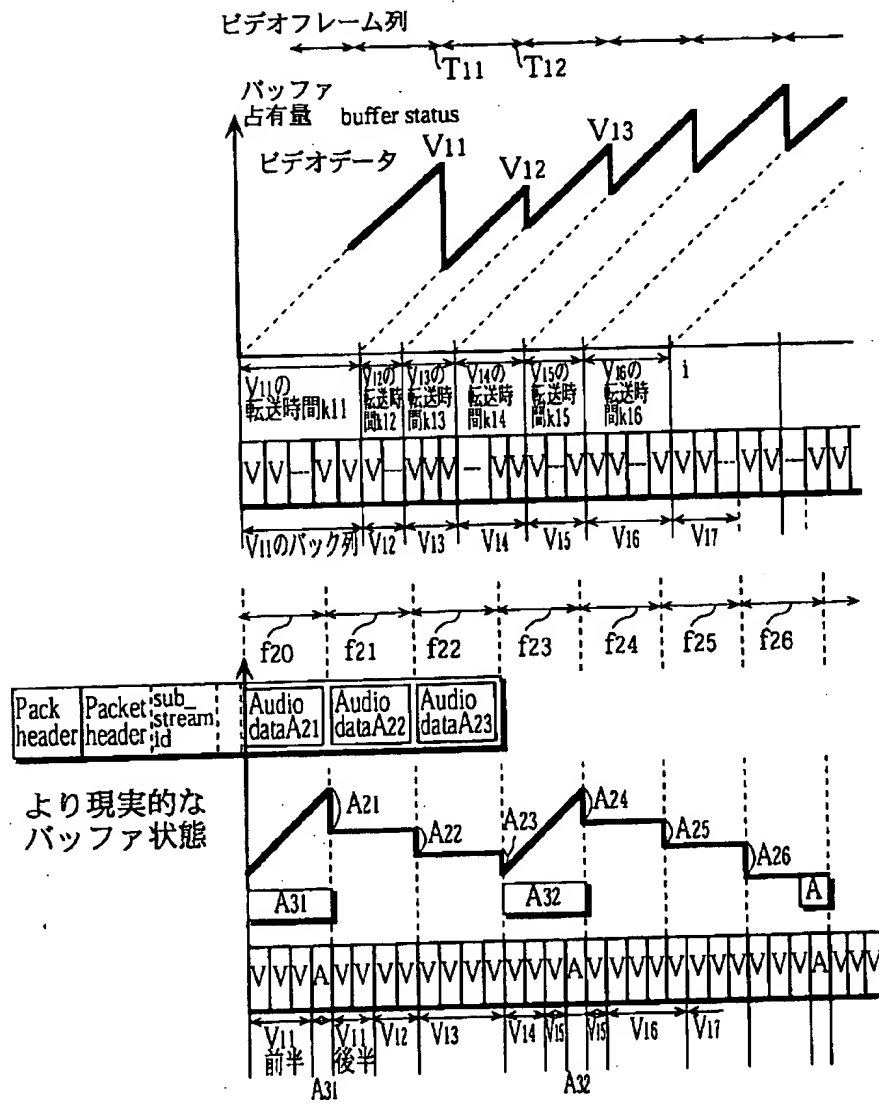 ビデオフレーム列
T11 T12
バッファ
占有量 buffer status
ビデオデータ
V11
V12
V13
V11の
転送時間k11
V12の
転送時
間k12
V13の
転送時
間k13
V14の
転送時
間k14
V15の
転送時
間k15
V16の
転送時
間k16
i
V V --- V V V --- V V V --- V V V --- V V V --- V V V --- V V --- V V
V11のパック列 V12 V13 V14 V15 V16 V17
f20 f21 f22 f23 f24 f25 f26
Pack
header
Packet
header
sub_
stream
id
Audio
dataA21
Audio
dataA22
Audio
dataA23
より現実的な
バッファ状態
A21
A22
A23
A24
A25
A26
A31
A32
A
V V V A V V V V V V V V V V V A V V V V V V V V V V V A V V V
V11
前半
V11
後半
V12
V13
V14
V15
V15
V16
V17
A31
A32